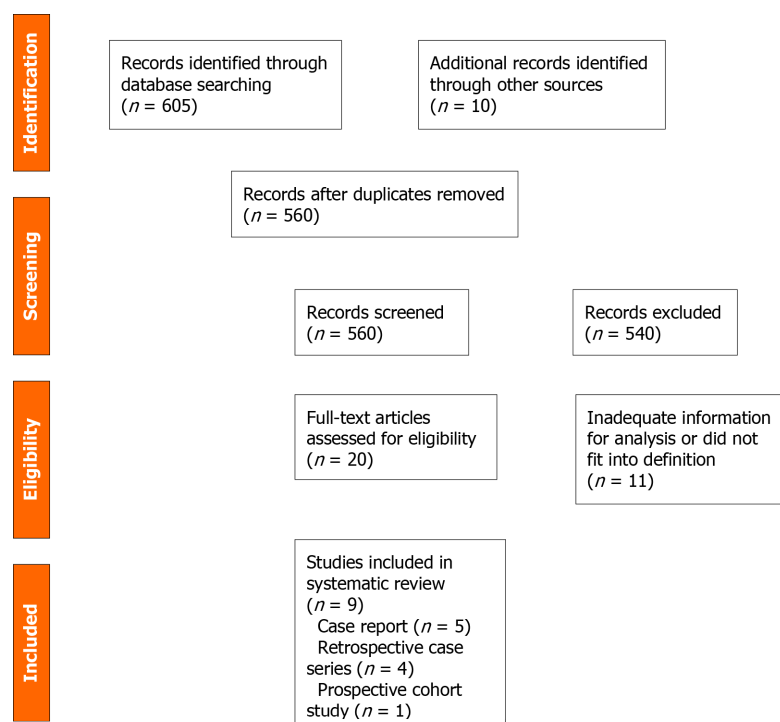 Identification
Records identified through
database searching
(n = 605)
Additional records identified
through other sources
(n = 10)
Records after duplicates removed
(n = 560)
Screening
Records screened
(n = 560)
Records excluded
(n = 540)
Eligibility
Full-text articles
assessed for eligibility
(n = 20)
Inadequate information
for analysis or did not
fit into definition
(n = 11)
Included
Studies included in
systematic review
(n = 9)
Case report (n = 5)
Retrospective case
series (n = 4)
Prospective cohort
study (n = 1)